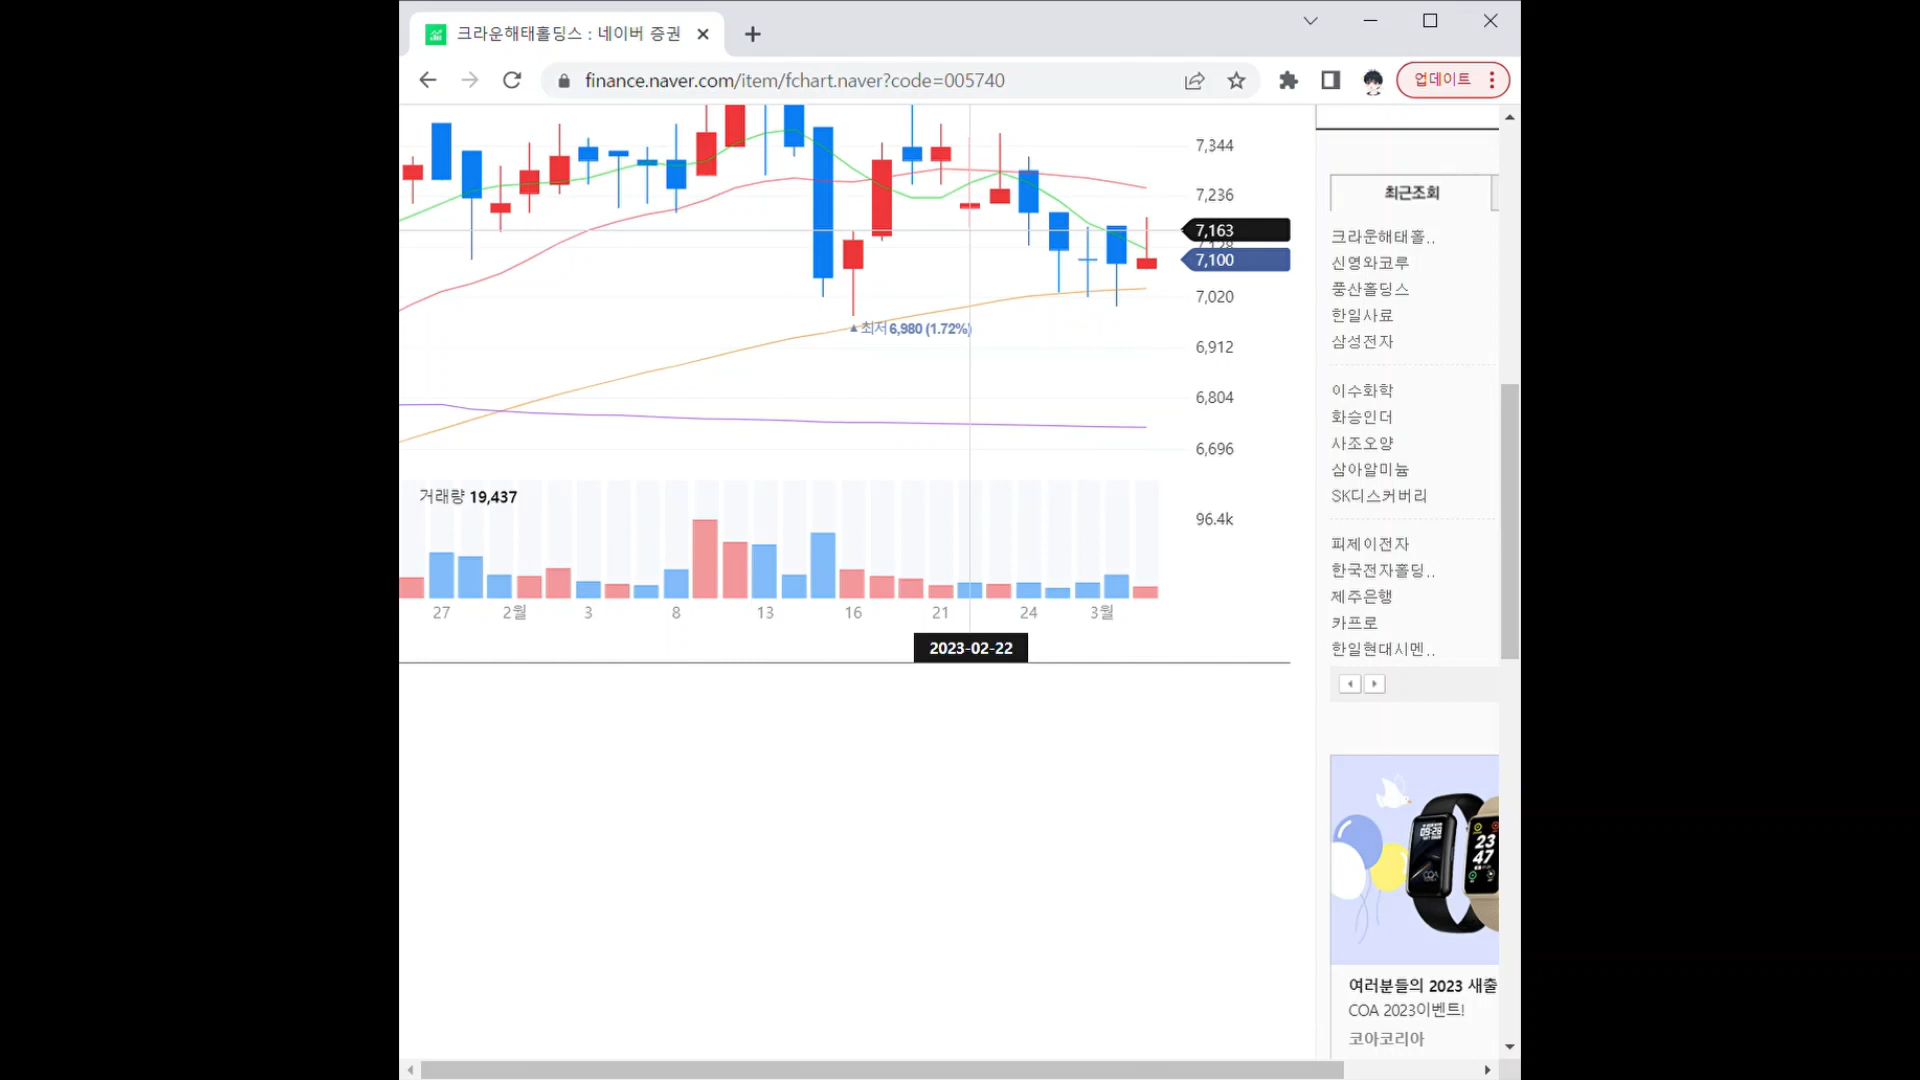 크라운해태홀딩스 : 네이버 증권
finance.naver.com/item/fchart.naver?code=005740
업데이트
7,344
7,236
7,163
7,128
7,100
7,020
6,912
6,804
6,696
▲최저 6,980 (1.72%)
거래량 19,437
96.4k
27 2월 3 8 13 16 21 24 3월
2023-02-22
최근조회
크라운해태홀..
신영와코루
풍산홀딩스
한일사료
삼성전자
이수화학
화승인더
사조오양
삼아알미늄
SK디스커버리
피제이전자
한국전자홀딩..
제주은행
카프로
한일현대시멘..
09:28
COA
23
47
여러분들의 2023 새출
COA 2023이벤트!
코아코리아